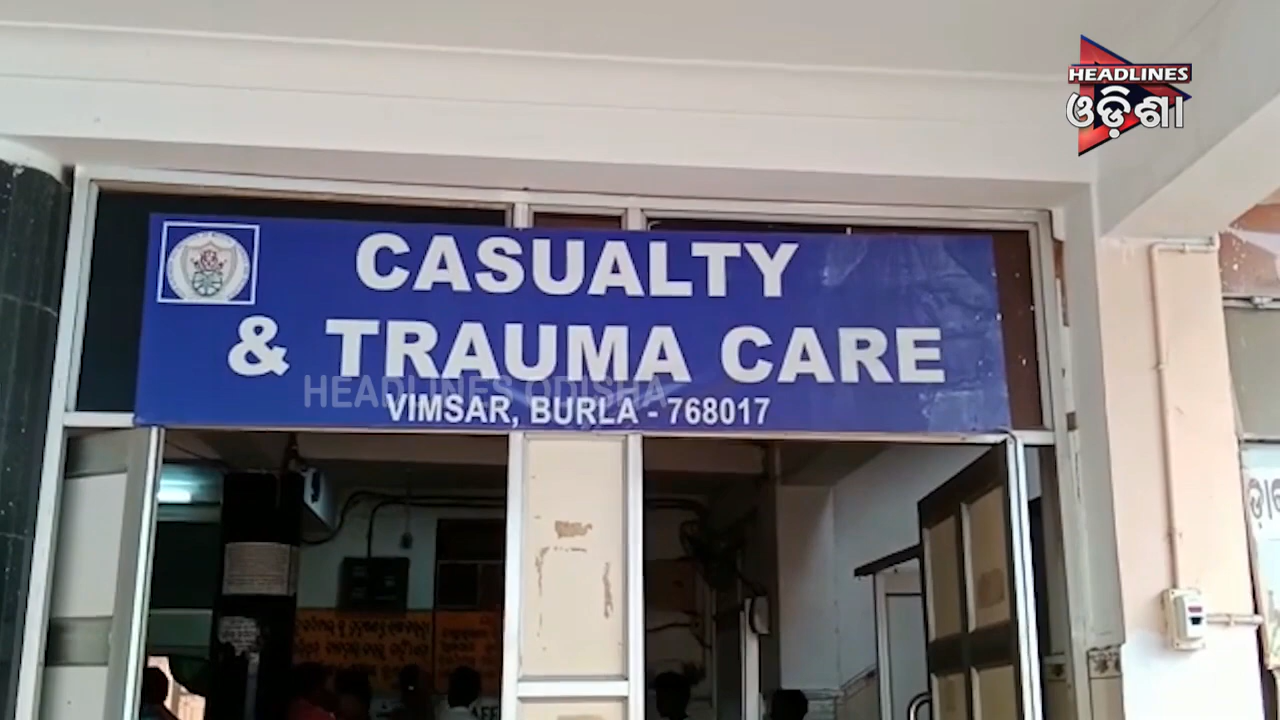 HEADLINES
ଓଡ଼ିଶା
CASUALTY
& TRAUMA CARE
HEADLINES ODISHA
VIMSAR, BURLA - 768017